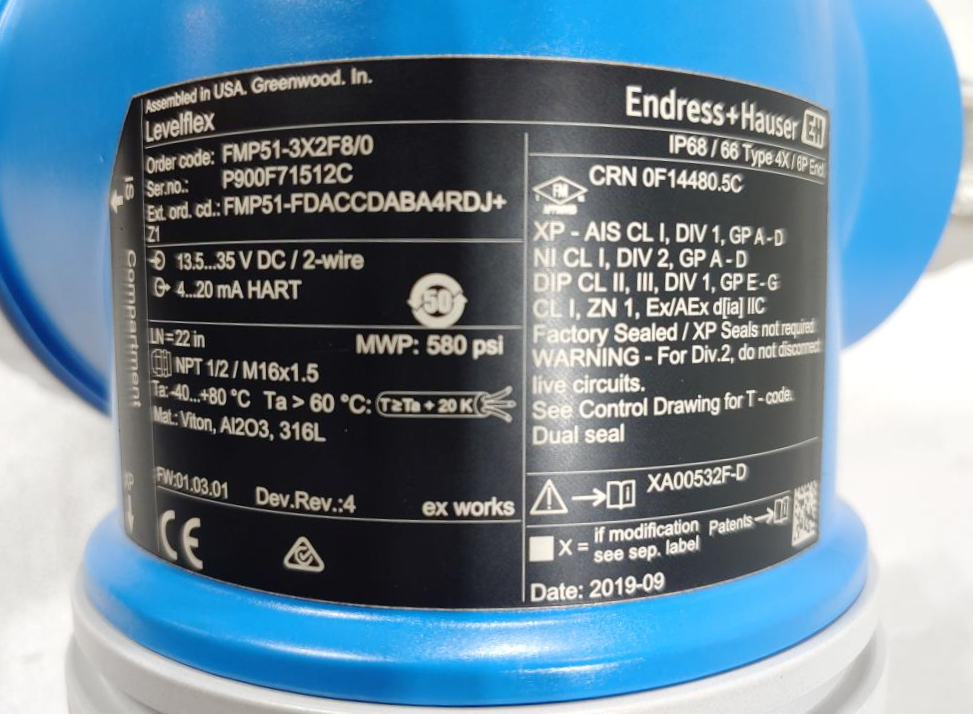 Assembled in USA. Greenwood. In.
Levelflex
Endress+Hauser EH
IP68 / 66 Type 4X / 6P Encl.
Order code: FMP51-3X2F8/0
Ser.no.: P900F71512C
Ext. ord. cd.: FMP51-FDACCDABA4RDJ+
Z1
13.5...35 V DC / 2-wire
4...20 mA HART
50
LN=22 in
MWP: 580 psi
NPT 1/2 / M16x1.5
Ta: -40...+80 °C Ta > 60 °C: T≥Ta + 20 K
Mat.: Viton, Al2O3, 316L
FW:01.03.01 Dev.Rev.:4 ex works
CE
IS
Compartment
XP
FM
APPROVED
CRN 0F14480.5C
XP - AIS CL I, DIV 1, GP A-D
NI CL I, DIV 2, GP A-D
DIP CL II, III, DIV 1, GP E-G
CL I, ZN 1, Ex/AEx d[ia] IIC
Factory Sealed / XP Seals not required
WARNING - For Div.2, do not disconnect
live circuits.
See Control Drawing for T-code.
Dual seal
XA00532F-D
X = if modification
see sep. label
Patents
Date: 2019-09